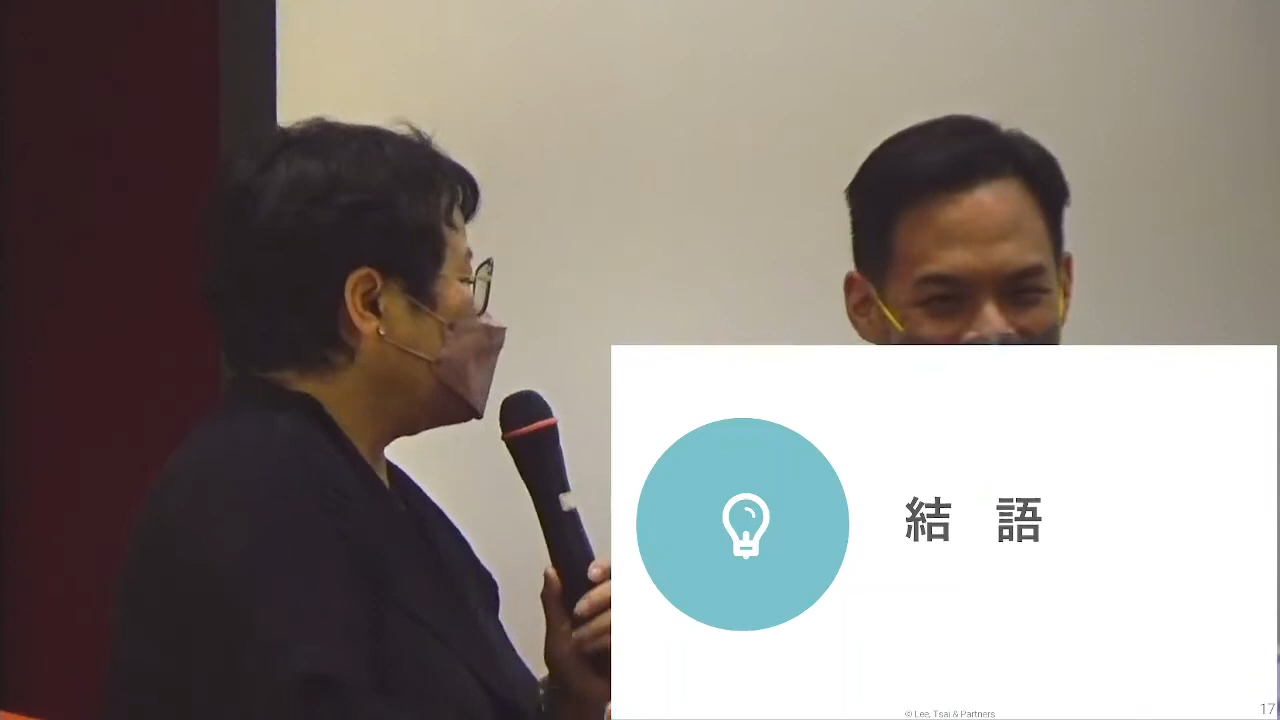 結 語
© Lee, Tsai & Partners
17